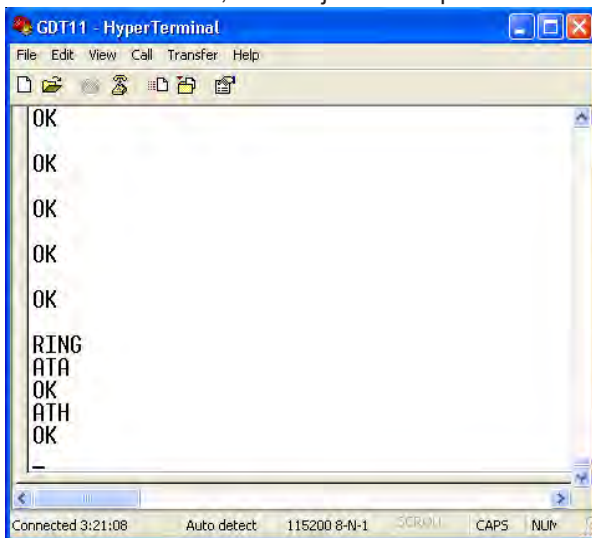 GDT11 - HyperTerminal
File Edit View Call Transfer Help
OK
OK
OK
OK
OK
RING
ATA
OK
ATH
OK
Connected 3:21:08 Auto detect 115200 8-N-1 SCROLL CAPS